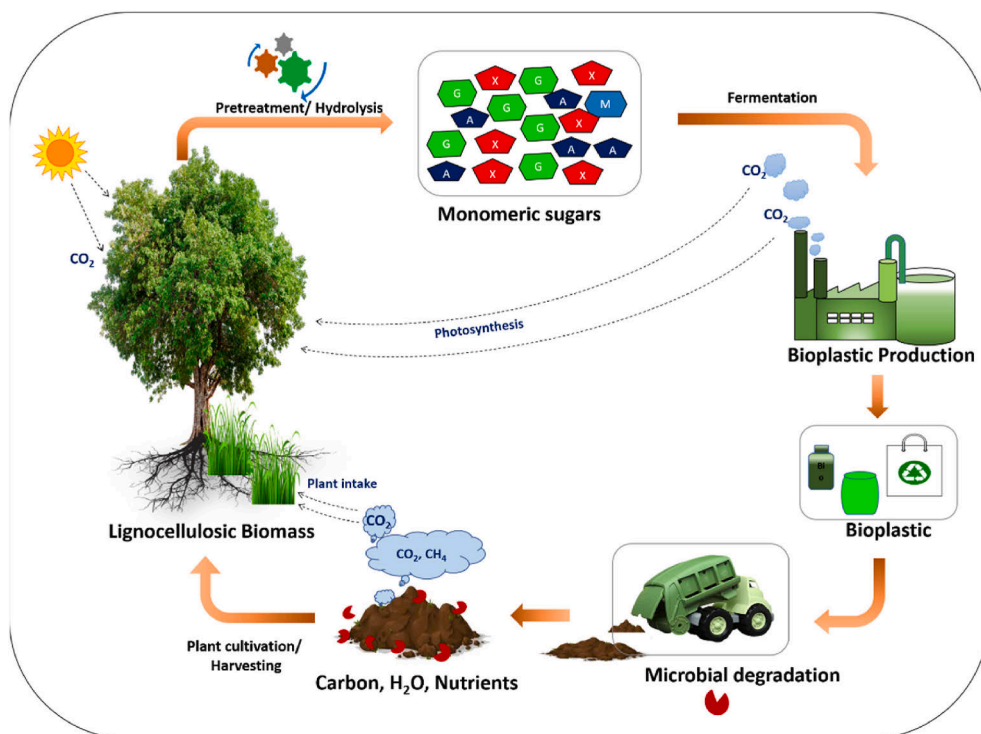 Pretreatment/ Hydrolysis
X G X
G G A M
A G X
G X A A
A X G X
Monomeric sugars
Fermentation
CO₂
CO₂
CO₂
Photosynthesis
Bioplastic Production
Bi
e
Bioplastic
Plant intake
Lignocellulosic Biomass
CO₂
CO₂, CH₄
Plant cultivation/
Harvesting
Carbon, H₂O, Nutrients
Microbial degradation